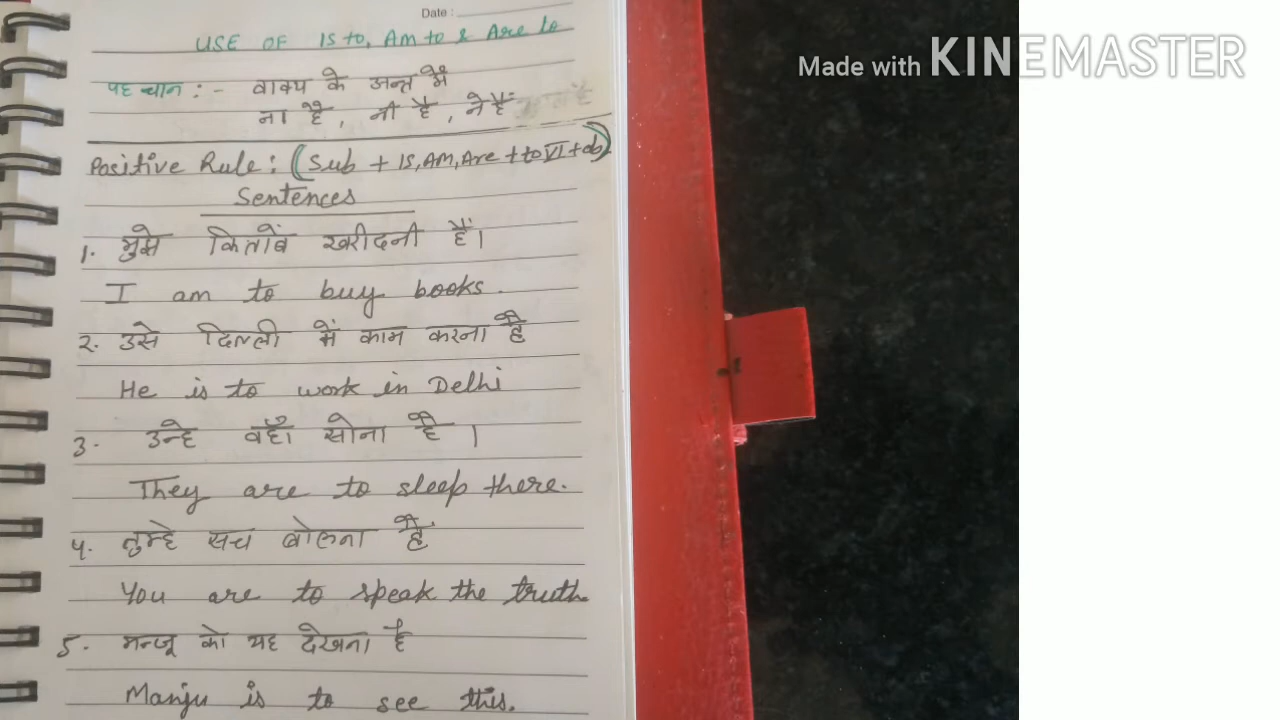 Date :
USE OF Is to, Am to & Are to
पहचान : - वाक्य के अन्त में
ना है, नी है, ने हैं
Positive Rule: (Sub + Is, AM, Are + to VI + ob)
Sentences
1. मुझे किताबें खरीदनी हैं।
I am to buy books.
2. उसे दिल्ली में काम करना है
He is to work in Delhi
3. उन्हे वहाँ सोना है ।
They are to sleep there.
4. तुम्हे सच बोलना है
You are to speak the truth.
5. मन्जू को यह देखना है
Manju is to see this.
Made with KINEMASTER